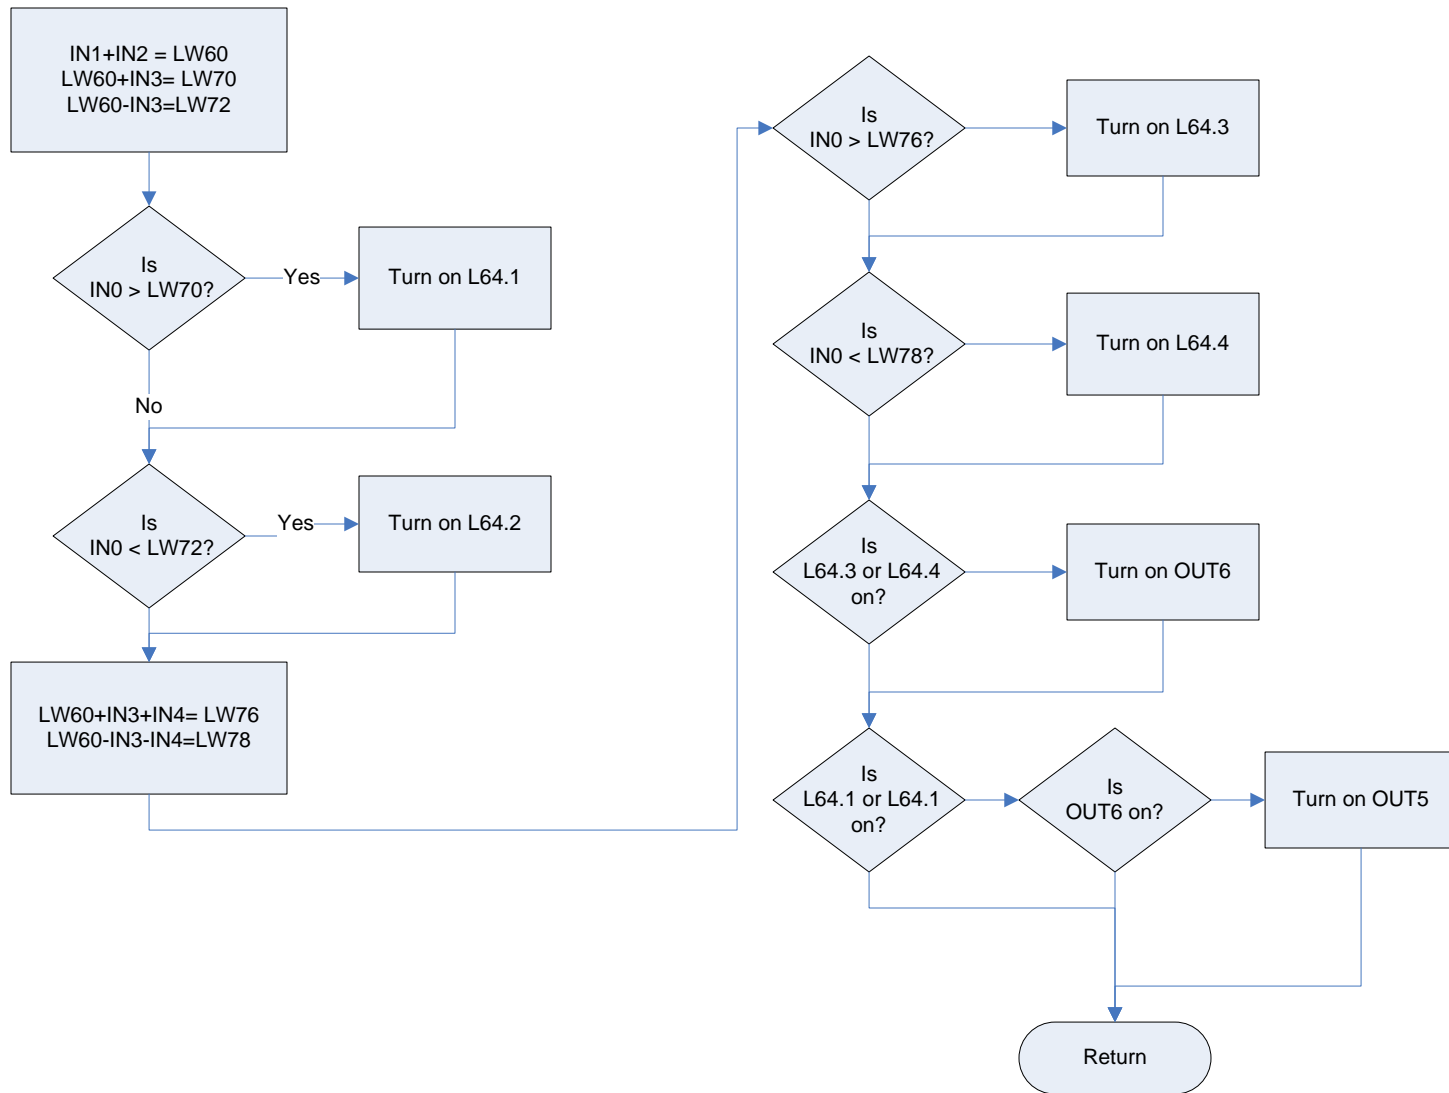 IN1+IN2 = LW60
LW60+IN3= LW70
LW60-IN3=LW72
Is
IN0 > LW70?
Yes
Turn on L64.1
No
Is
IN0 < LW72?
Yes
Turn on L64.2
LW60+IN3+IN4= LW76
LW60-IN3-IN4=LW78
Is
IN0 > LW76?
Turn on L64.3
Is
IN0 < LW78?
Turn on L64.4
Is
L64.3 or L64.4
on?
Turn on OUT6
Is
L64.1 or L64.1
on?
Is
OUT6 on?
Turn on OUT5
Return